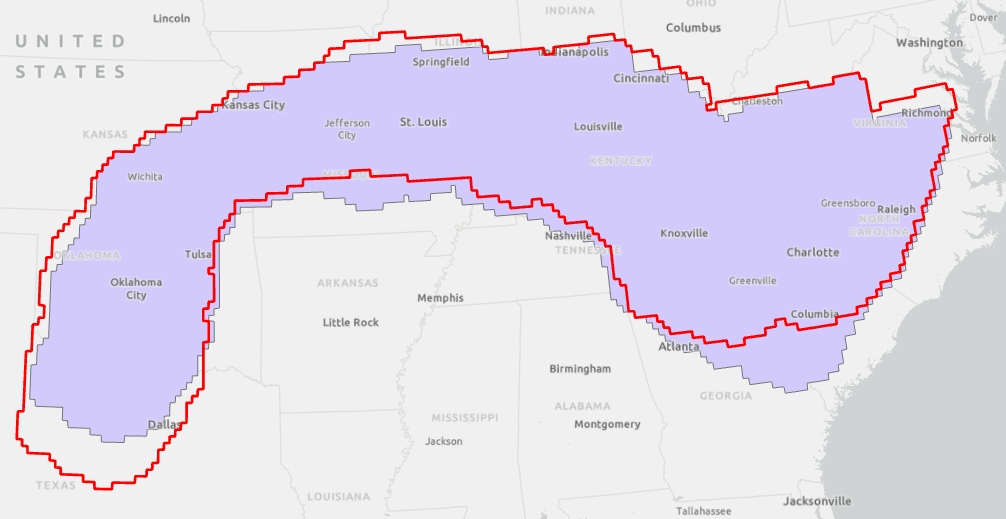 OHIO
INDIANA
Lincoln
Dover
Columbus
UNITED
STATES
ILLINOIS
Washington
Indianapolis
Springfield
Cincinnati
Kansas City
Charleston
Richmond
Jefferson
City
St. Louis
Louisville
VIRGINIA
KANSAS
Norfolk
KENTUCKY
Wichita
MISSOURI
Greensboro
Raleigh
NORTH
CAROLINA
Nashville
Knoxville
TENNESSEE
Charlotte
OKLAHOMA
Tulsa
Oklahoma
City
ARKANSAS
Greenville
Memphis
Columbia
Little Rock
Atlanta
Birmingham
GEORGIA
ALABAMA
MISSISSIPPI
Dallas
Montgomery
Jackson
TEXAS
LOUISIANA
Jacksonville
Tallahassee